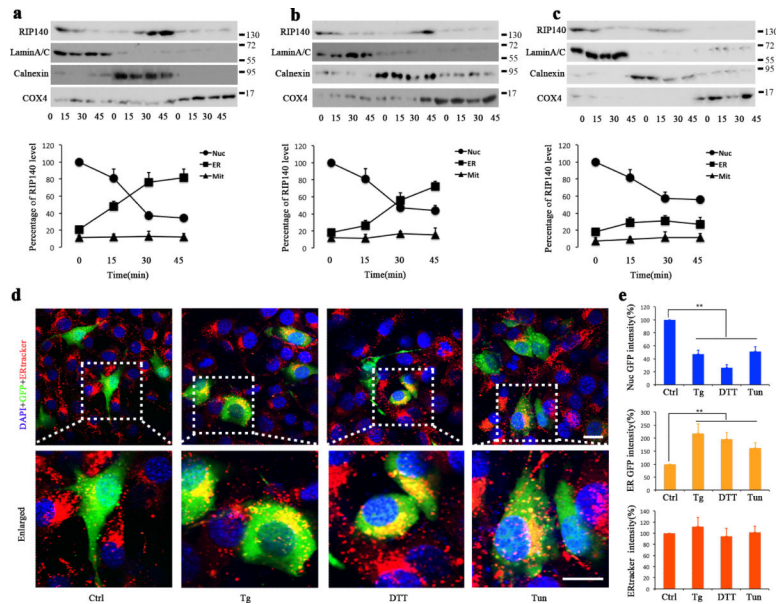 a
RIP140
130
LaminA/C
72
55
Calnexin
95
COX4
17
0 15 30 45 0 15 30 45 0 15 30 45
Percentage of RIP140 level
120
100
80
60
40
20
0
Nuc
ER
Mit
0 15 30 45
Time(min)
b
RIP140
130
LaminA/C
72
55
Calnexin
95
COX4
17
0 15 30 45 0 15 30 45 0 15 30 45
Percentage of RIP140 level
120
100
80
60
40
20
0
Nuc
ER
Mit
0 15 30 45
Time(min)
c
RIP140
130
LaminA/C
72
55
Calnexin
95
COX4
17
0 15 30 45 0 15 30 45 0 15 30 45
Percentage of RIP140 level
120
100
80
60
40
20
0
Nuc
ER
Mit
0 15 30 45
Time(min)
d
DAPI+GFP+ERtracker
Enlarged
Ctrl Tg DTT Tun
e
Nuc GFP intensity(%)
120
100
80
60
40
20
0
**
Ctrl Tg DTT Tun
ER GFP intensity(%)
300
250
200
150
100
50
0
**
Ctrl Tg DTT Tun
ERtracker intensity(%)
140
120
100
80
60
40
20
0
Ctrl Tg DTT Tun